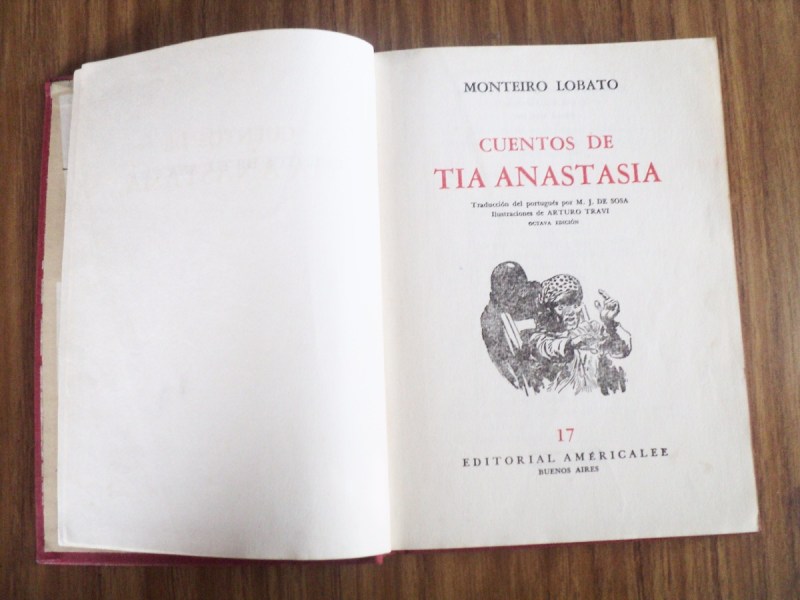 MONTEIRO LOBATO
CUENTOS DE
TIA ANASTASIA
Traducción del portugués por M. J. DE SOSA
Ilustraciones de ARTURO TRAVI
OCTAVA EDICIÓN
17
EDITORIAL AMÉRICALEE
BUENOS AIRES